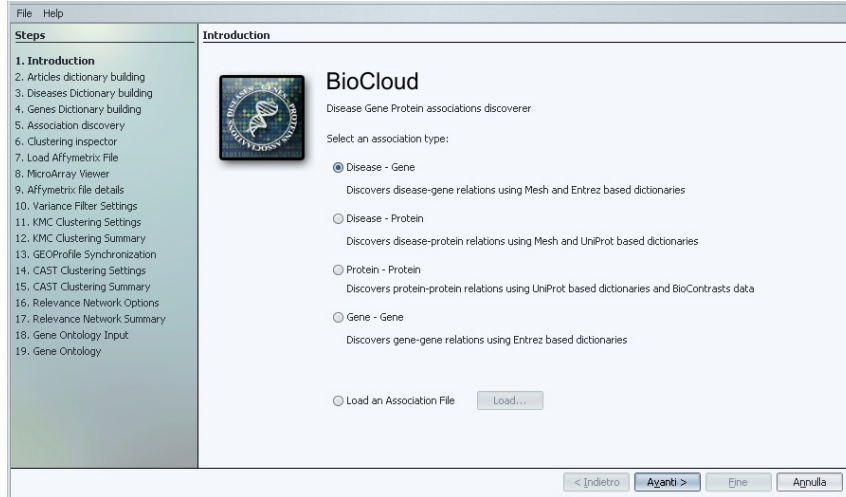 File Help
Steps
1. Introduction
2. Articles dictionary building
3. Diseases Dictionary building
4. Genes Dictionary building
5. Association discovery
6. Clustering inspector
7. Load Affymetrix File
8. MicroArray Viewer
9. Affymetrix file details
10. Variance Filter Settings
11. KMC Clustering Settings
12. KMC Clustering Summary
13. GEOProfile Synchronization
14. CAST Clustering Settings
15. CAST Clustering Summary
16. Relevance Network Options
17. Relevance Network Summary
18. Gene Ontology Input
19. Gene Ontology
Introduction
DISEASES GENES PROTEINS ASSOCIATIONS
BioCloud
Disease Gene Protein associations discoverer
Select an association type:
Disease - Gene
Discovers disease-gene relations using Mesh and Entrez based dictionaries
Disease - Protein
Discovers disease-protein relations using Mesh and UniProt based dictionaries
Protein - Protein
Discovers protein-protein relations using UniProt based dictionaries and BioContrasts data
Gene - Gene
Discovers gene-gene relations using Entrez based dictionaries
Load an Association File
Load...
< Indietro
Avanti >
Fine
Annulla